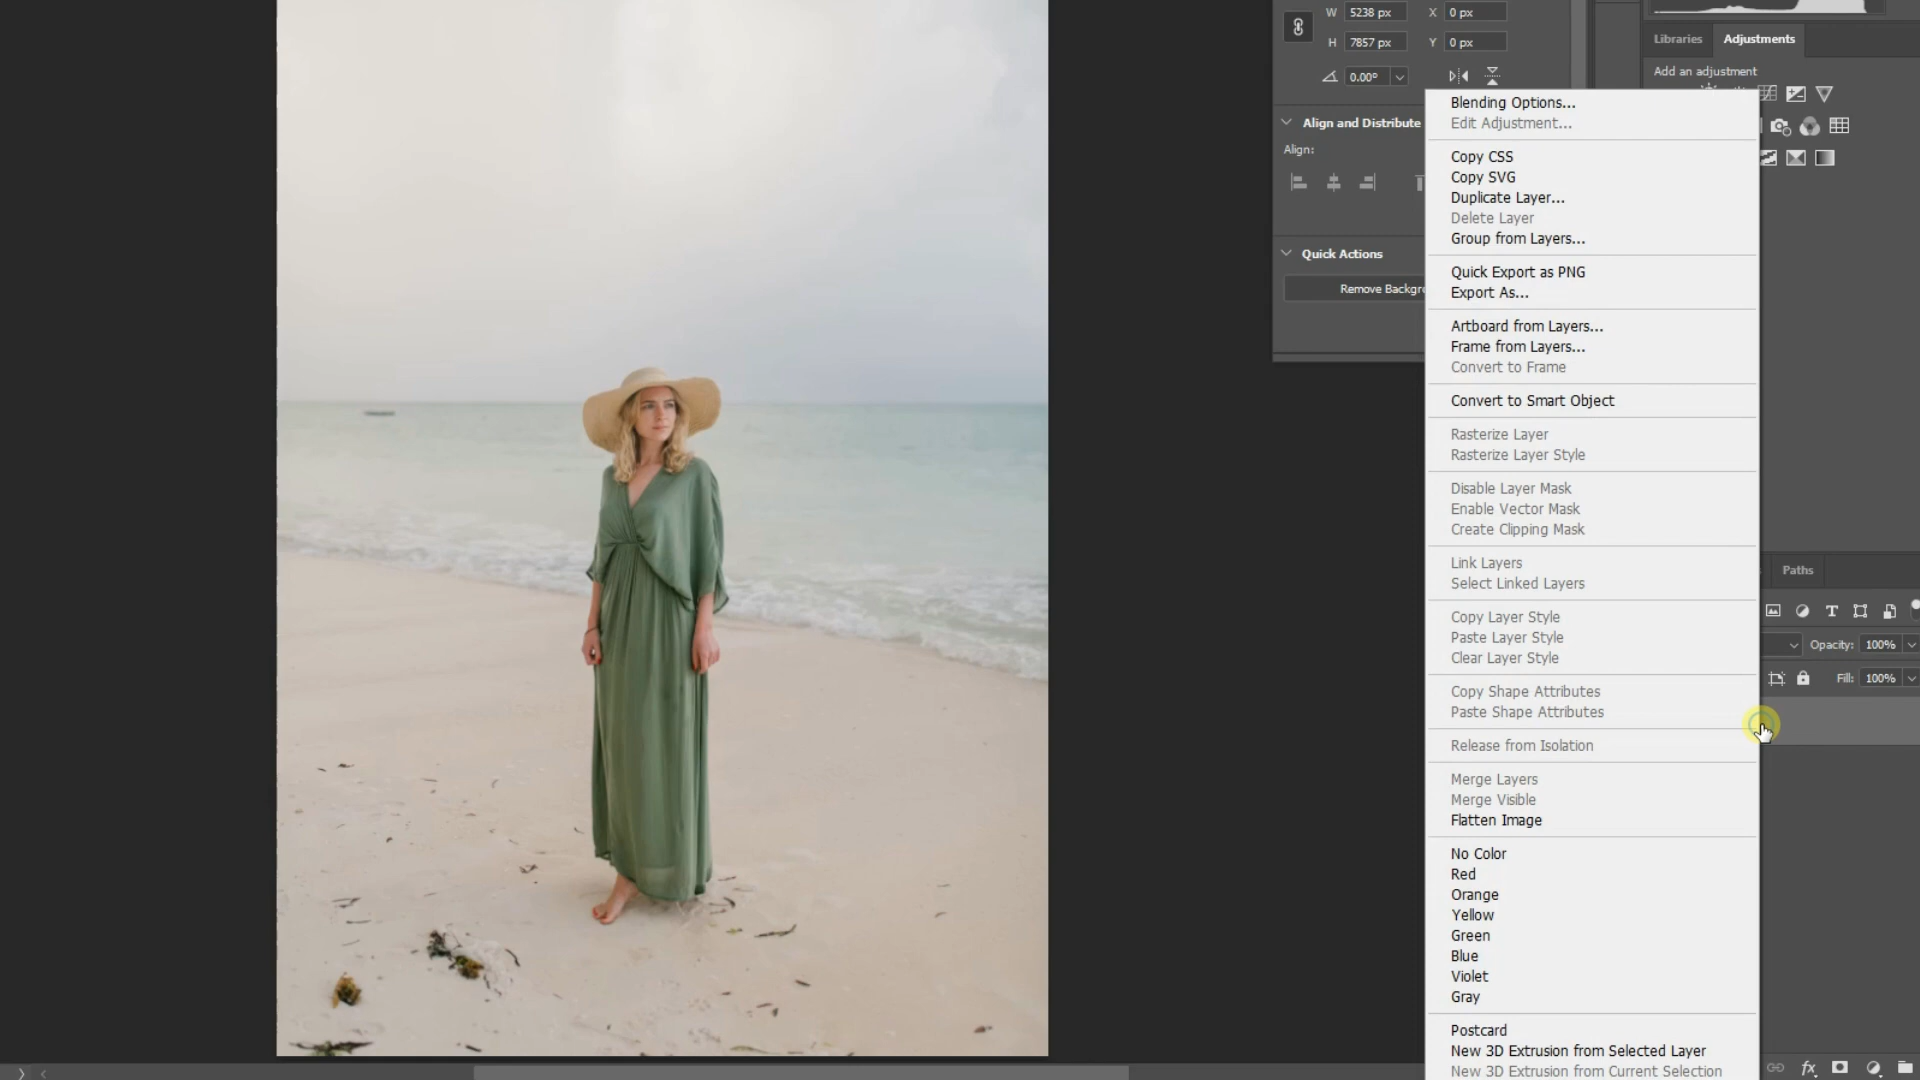 W 5238 px X 0 px
H 7857 px Y 0 px
0.00°
Align and Distribute
Align:
Quick Actions
Remove Backgr
Libraries Adjustments
Add an adjustment
Blending Options...
Edit Adjustment...
Copy CSS
Copy SVG
Duplicate Layer...
Delete Layer
Group from Layers...
Quick Export as PNG
Export As...
Artboard from Layers...
Frame from Layers...
Convert to Frame
Convert to Smart Object
Rasterize Layer
Rasterize Layer Style
Disable Layer Mask
Enable Vector Mask
Create Clipping Mask
Link Layers
Select Linked Layers
Copy Layer Style
Paste Layer Style
Clear Layer Style
Copy Shape Attributes
Paste Shape Attributes
Release from Isolation
Merge Layers
Merge Visible
Flatten Image
No Color
Red
Orange
Yellow
Green
Blue
Violet
Gray
Postcard
New 3D Extrusion from Selected Layer
New 3D Extrusion from Current Selection
Paths
Opacity: 100%
Fill: 100%